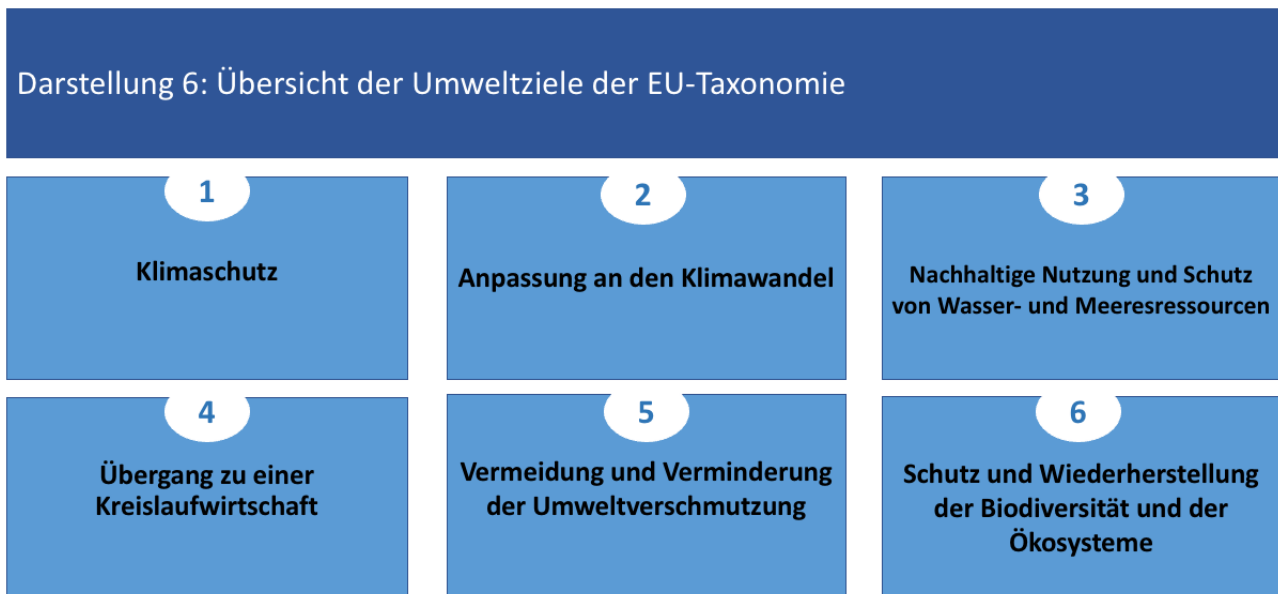 Darstellung 6: Übersicht der Umweltziele der EU-Taxonomie
1
Klimaschutz
2
Anpassung an den Klimawandel
3
Nachhaltige Nutzung und Schutz
von Wasser- und Meeresressourcen
4
Übergang zu einer
Kreislaufwirtschaft
5
Vermeidung und Verminderung
der Umweltverschmutzung
6
Schutz und Wiederherstellung
der Biodiversität und der
Ökosysteme